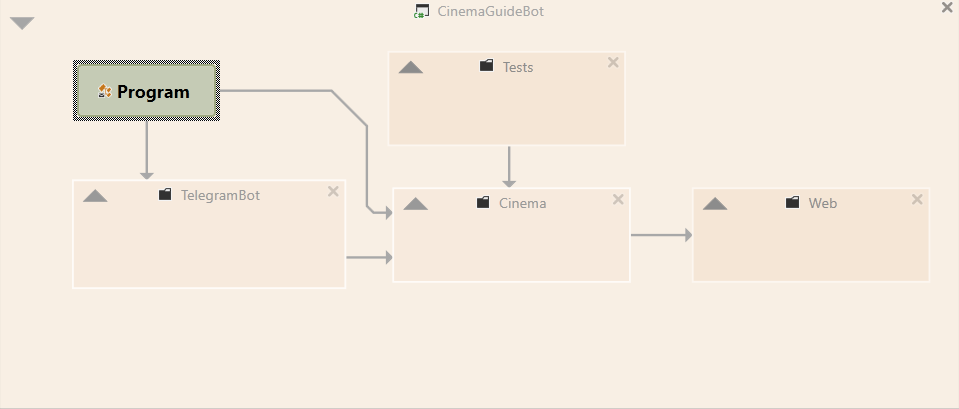 CinemaGuideBot
Program
Tests
TelegramBot
Cinema
Web